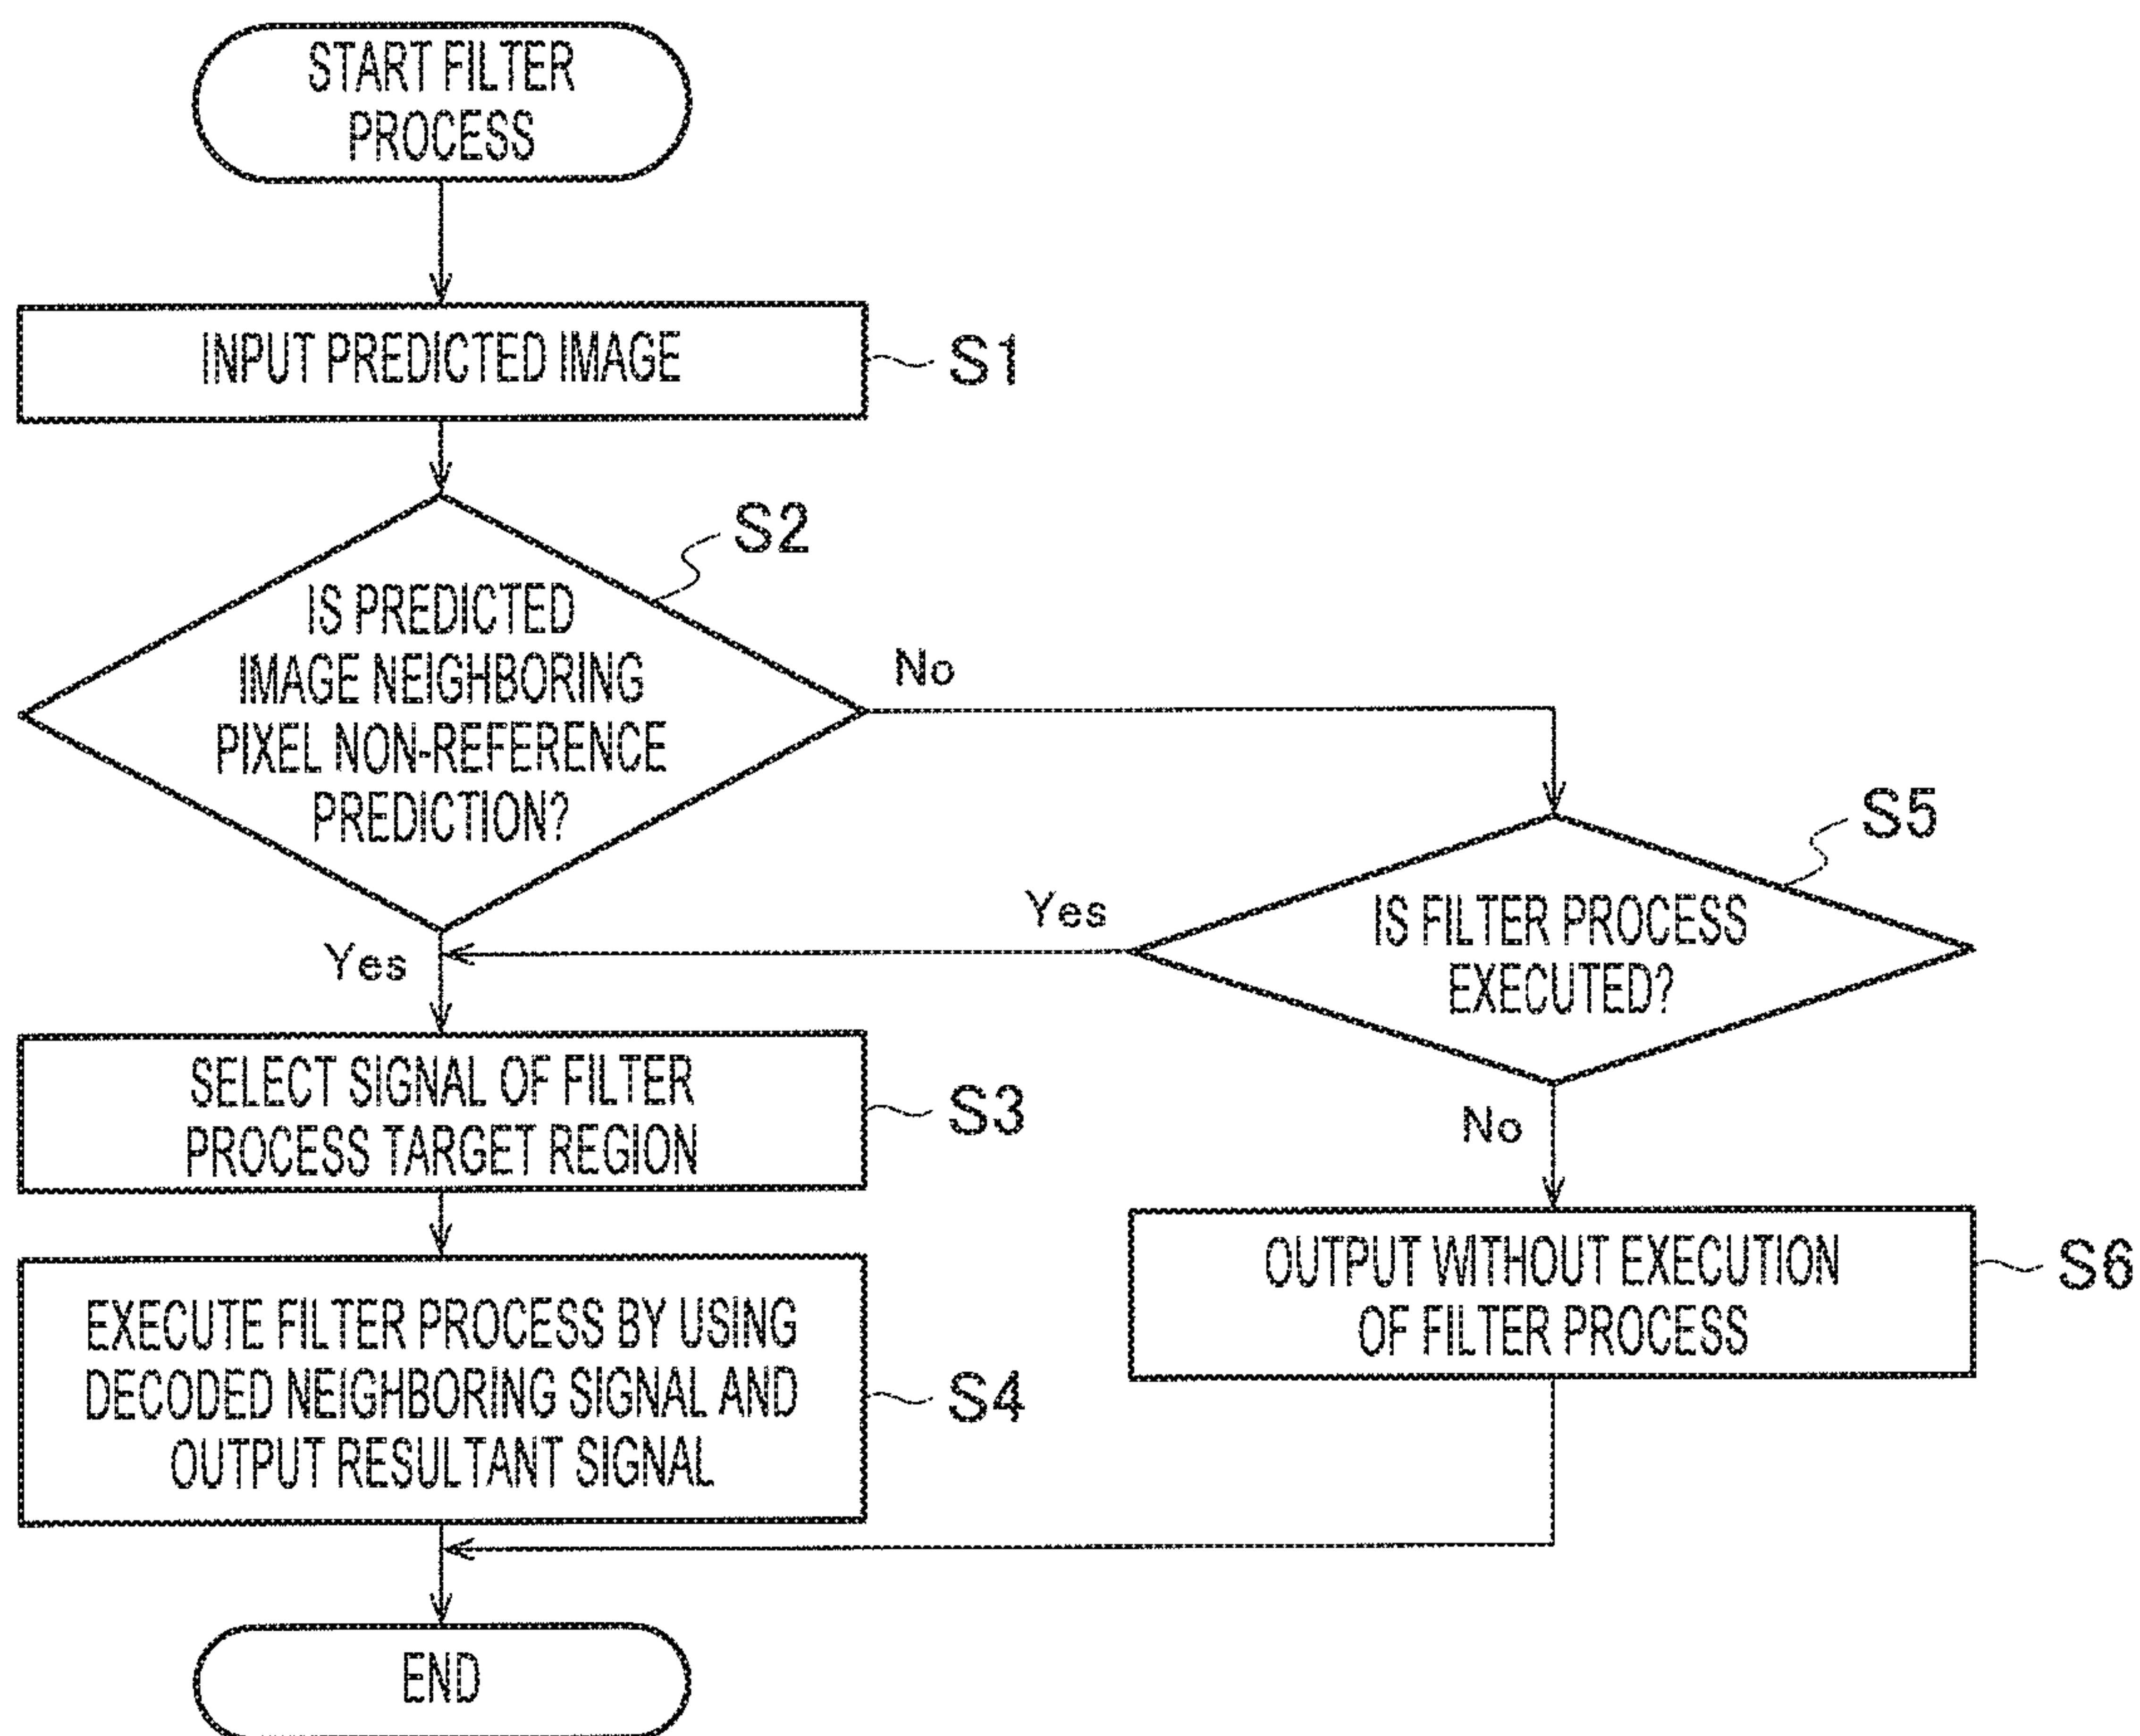 START FILTER
PROCESS
INPUT PREDICTED IMAGE
S1
S2
IS PREDICTED
IMAGE NEIGHBORING
PIXEL NON-REFERENCE
PREDICTION?
No
Yes
S5
IS FILTER PROCESS
EXECUTED?
Yes
No
SELECT SIGNAL OF FILTER
PROCESS TARGET REGION
S3
EXECUTE FILTER PROCESS BY USING
DECODED NEIGHBORING SIGNAL AND
OUTPUT RESULTANT SIGNAL
S4
OUTPUT WITHOUT EXECUTION
OF FILTER PROCESS
S6
END